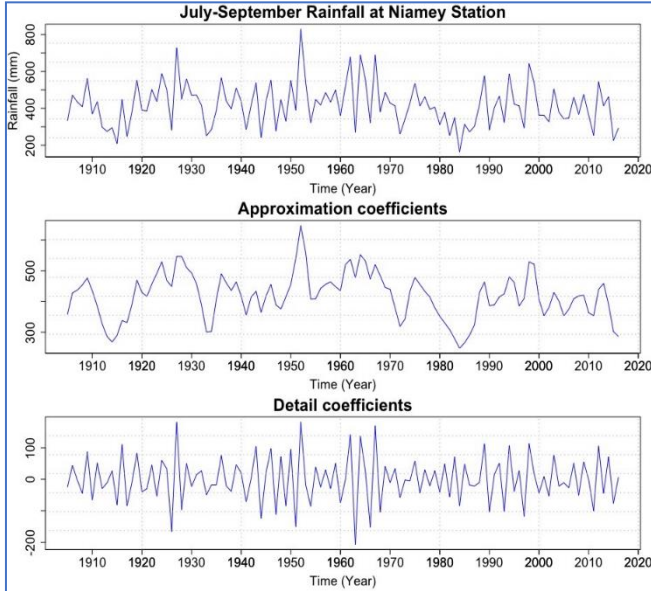 July-September Rainfall at Niamey Station
Rainfall (mm)
800
600
400
200
1910 1920 1930 1940 1950 1960 1970 1980 1990 2000 2010 2020
Time (Year)
Approximation coefficients
500
300
1910 1920 1930 1940 1950 1960 1970 1980 1990 2000 2010 2020
Time (Year)
Detail coefficients
100
0
-200
1910 1920 1930 1940 1950 1960 1970 1980 1990 2000 2010 2020
Time (Year)